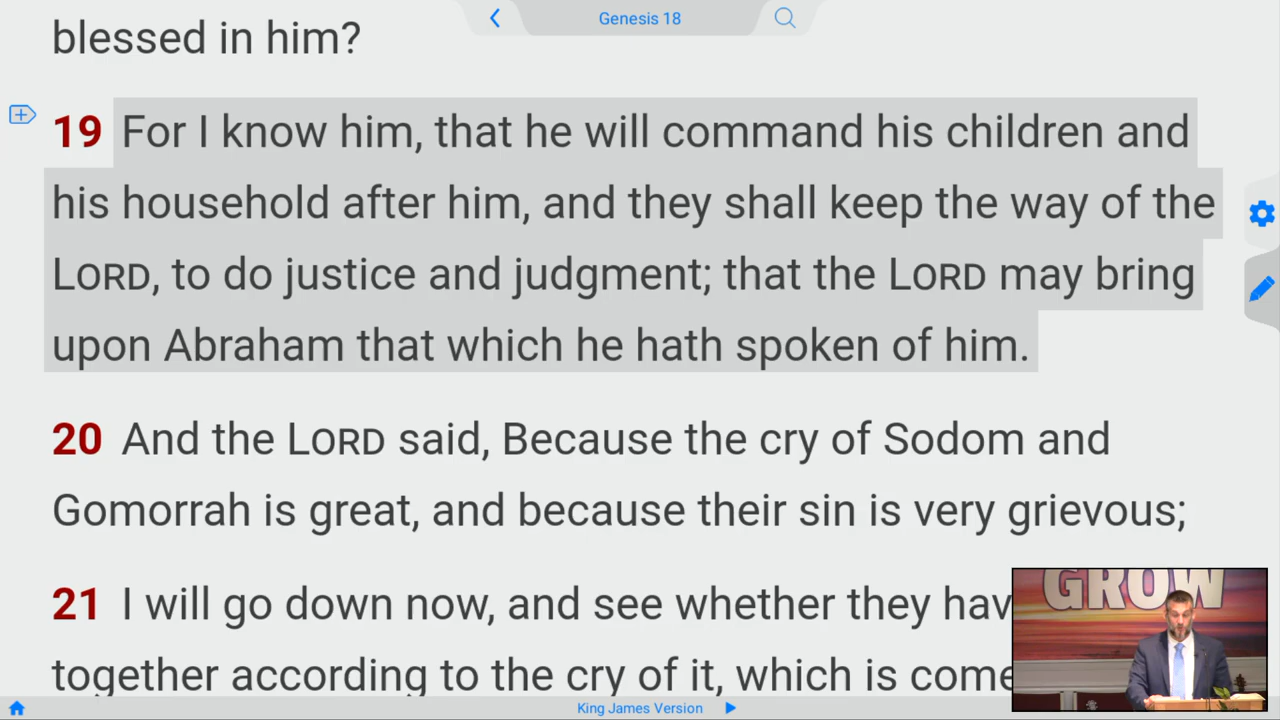 Genesis 18
blessed in him?
19 For I know him, that he will command his children and
his household after him, and they shall keep the way of the
LORD, to do justice and judgment; that the LORD may bring
upon Abraham that which he hath spoken of him.
20 And the LORD said, Because the cry of Sodom and
Gomorrah is great, and because their sin is very grievous;
21 I will go down now, and see whether they hav
together according to the cry of it, which is come
GROW
King James Version